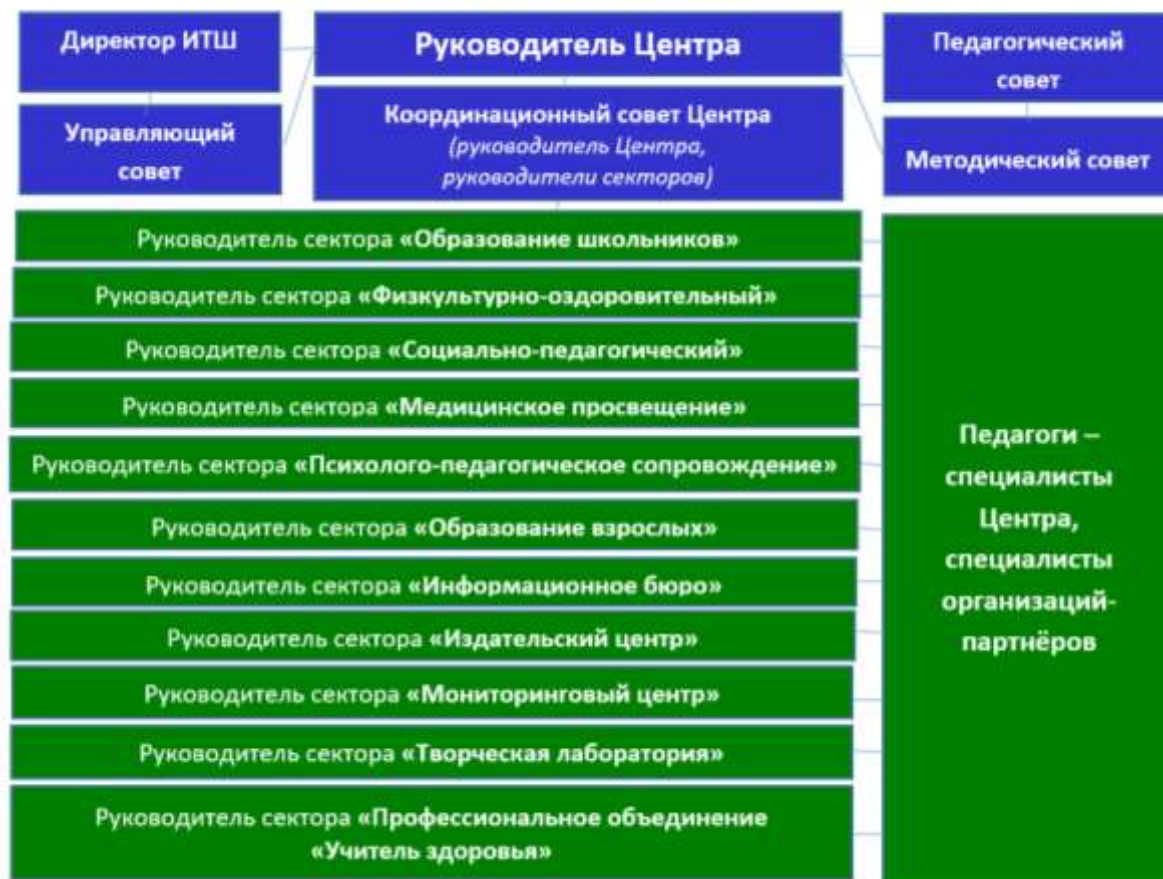 Директор ИТШ
Руководитель Центра
Педагогический
совет
Управляющий
совет
Координационный совет Центра
(руководитель Центра,
руководители секторов)
Методический совет
Руководитель сектора «Образование школьников»
Руководитель сектора «Физкультурно-оздоровительный»
Руководитель сектора «Социально-педагогический»
Руководитель сектора «Медицинское просвещение»
Руководитель сектора «Психолого-педагогическое сопровождение»
Руководитель сектора «Образование взрослых»
Руководитель сектора «Информационное бюро»
Руководитель сектора «Издательский центр»
Руководитель сектора «Мониторинговый центр»
Руководитель сектора «Творческая лаборатория»
Руководитель сектора «Профессиональное объединение
«Учитель здоровья»
Педагоги –
специалисты
Центра,
специалисты
организаций-
партнёров